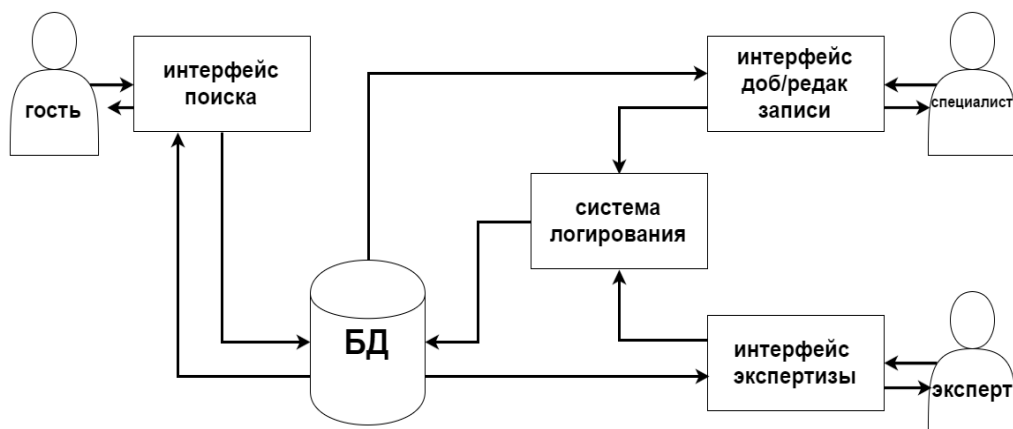 гость
интерфейс
поиска
интерфейс
доб/редак
записи
специалист
система
логирования
БД
интерфейс
экспертизы
эксперт